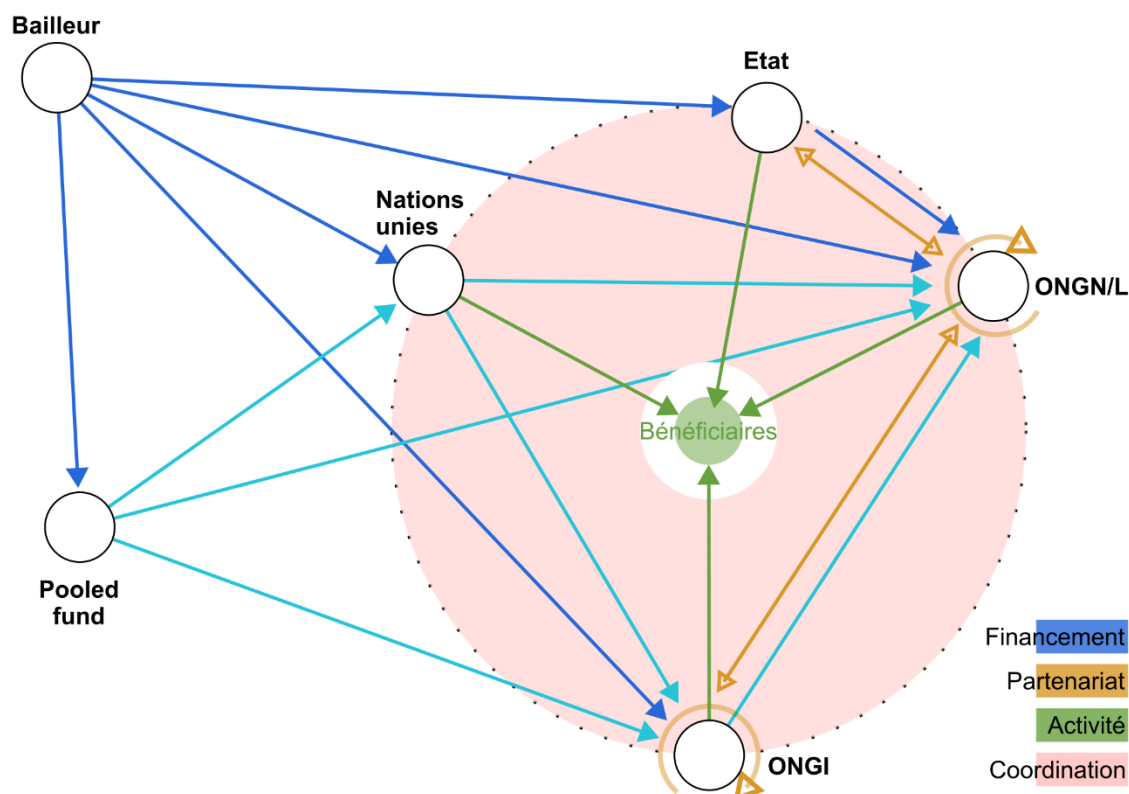 Bailleur
Etat
Nations
unies
ONGN/L
Bénéficiaires
Pooled
fund
ONGI
Financement
Partenariat
Activité
Coordination